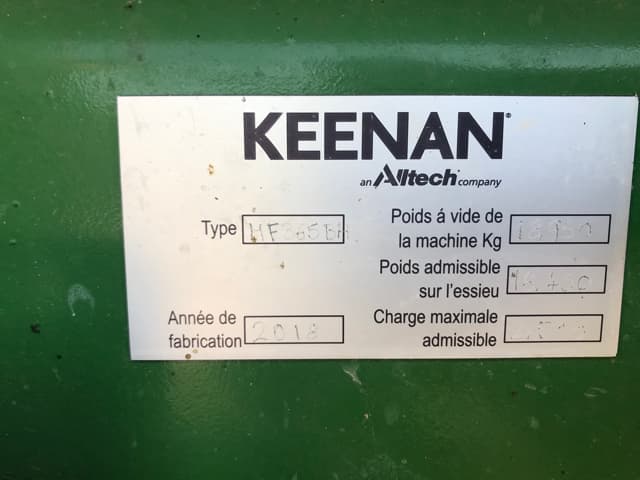 KEENAN®
an Alltech company
Type
Poids á vide de
la machine Kg
Poids admissible
sur l'essieu
Année de
fabrication 2018
Charge maximale
admissible